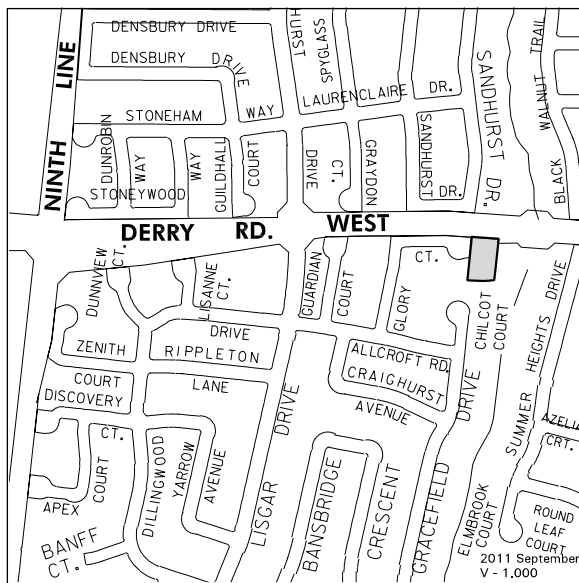 DENSBURY DRIVE
DENSBURY DRIVE
HURST
SPYGLASS
SANDHURST DR.
WALNUT TRAIL
BLACK
NINTH LINE
STONEHAM WAY
LAURENCLAIRE DR.
DUNROBIN WAY
STONEYWOOD WAY
GUILDHALL COURT
DRIVE
CT.
GRAYDON
SANDHURST DR.
DERRY RD. WEST
DUNNVIEW CT.
LISANNE CT.
GUARDIAN COURT
GLORY CT.
CHILCOT COURT
SUMMER HEIGHTS DRIVE
ZENITH DRIVE
RIPPLETON LANE
ALLCROFT RD.
CRAIGHURST AVENUE
DISCOVERY COURT
CT.
APEX COURT
DILLINGWOOD
YARROW AVENUE
LISGAR DRIVE
BANSBRIDGE CRESCENT
GRACEFIELD DRIVE
ELMBROOK COURT
AZELIA CRT.
ROUND LEAF COURT
BANFF CT.
2011 September
V - 1,000